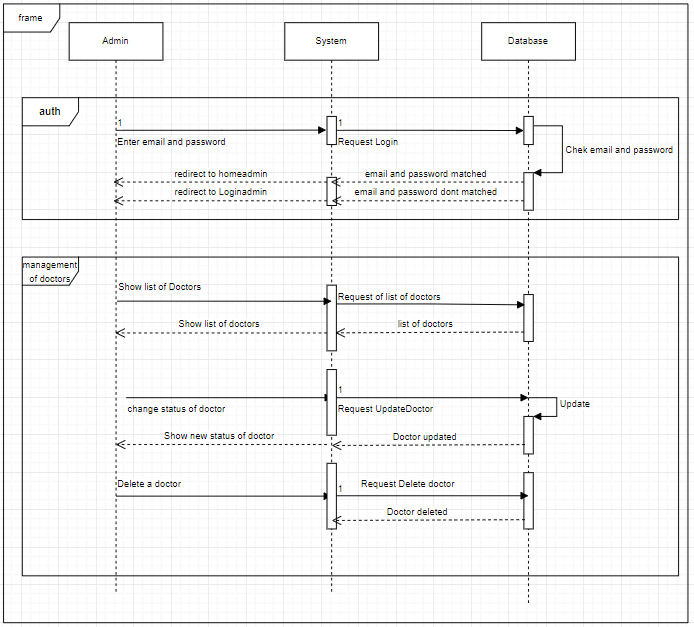 frame
Admin
System
Database
auth
1
1
Enter email and password
Request Login
Chek email and password
redirect to homeadmin
email and password matched
redirect to Loginadmin
email and password dont matched
management
of doctors
Show list of Doctors
Request of list of doctors
Show list of doctors
list of doctors
1
change status of doctor
Request UpdateDoctor
Update
Show new status of doctor
Doctor updated
Delete a doctor
1
Request Delete doctor
Doctor deleted